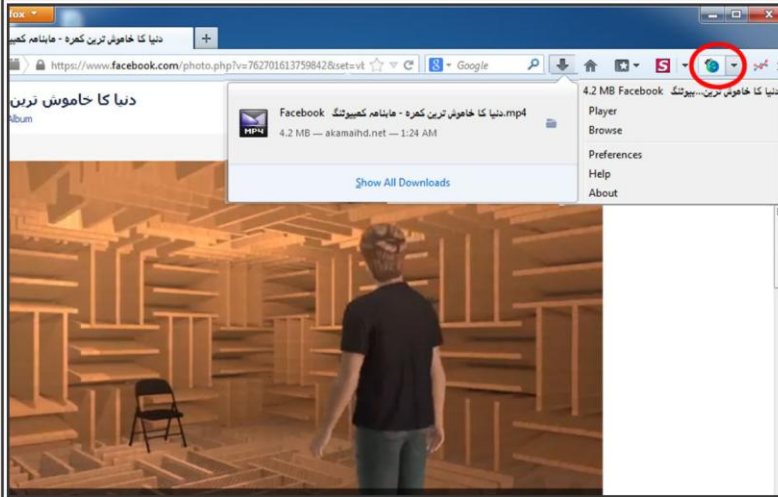 fox
دنیا کا خاموش ترین کمرہ - ماہنامہ کمپیو
https://www.facebook.com/photo.php?v=762701613759842&set=vb
Google
S
دنیا کا خاموش ترین
Album
دنیا کا خاموش ترین کمرہ - ماہنامہ کمپیوٹنگ Facebook.mp4
4.2 MB — akamaihd.net — 1:24 AM
MP4
Show All Downloads
دنیا کا خاموش ترین...پیوٹنگ 4.2 MB Facebook
Player
Browse
Preferences
Help
About